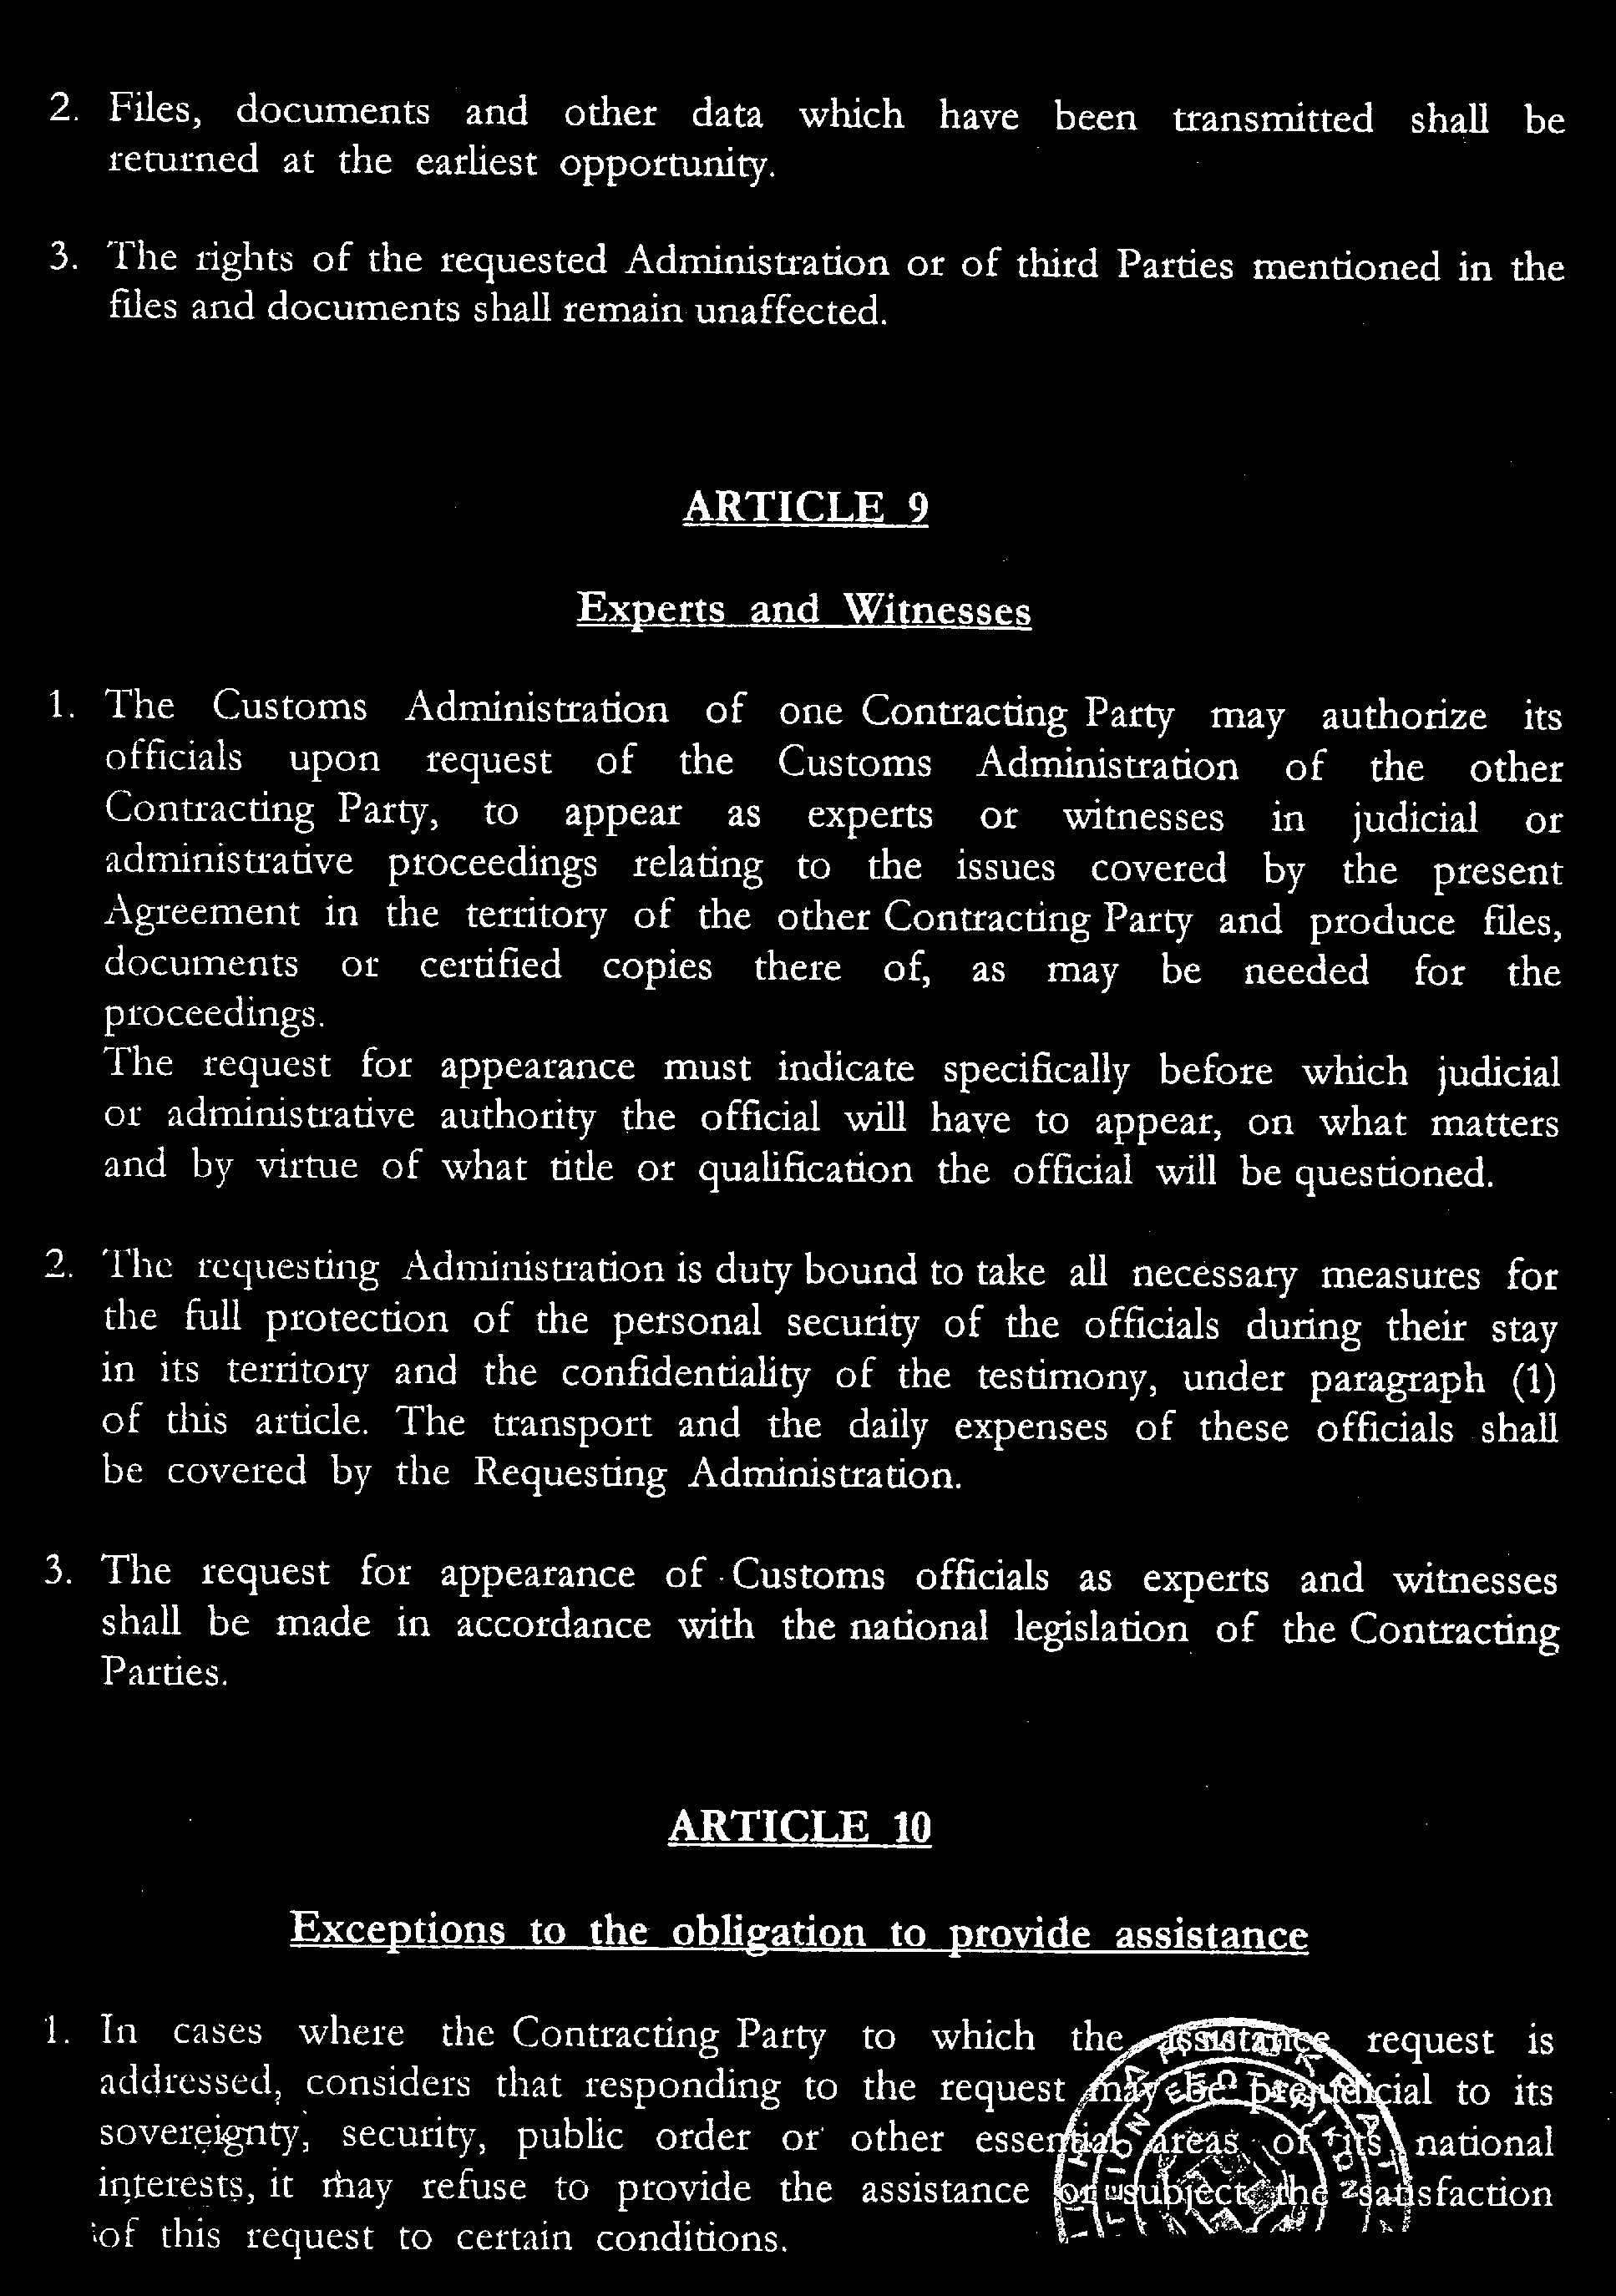 2. Files, documents and other data which have been transmitted shall be
returned at the earliest opportunity.
3. The rights of the requested Administration or of third Parties mentioned in the
files and documents shall remain unaffected.
ARTICLE 9
Experts and Witnesses
1. The Customs Administration of one Contracting Party may authorize its
officials upon request of the Customs Administration of the other
Contracting Party, to appear as experts or witnesses in judicial or
administrative proceedings relating to the issues covered by the present
Agreement in the territory of the other Contracting Party and produce files,
documents or certified copies there of, as may be needed for the
proceedings.
The request for appearance must indicate specifically before which judicial
or administrative authority the official will have to appear, on what matters
and by virtue of what title or qualification the official will be questioned.
2. The requesting Administration is duty bound to take all necessary measures for
the full protection of the personal security of the officials during their stay
in its territory and the confidentiality of the testimony, under paragraph (1)
of this article. The transport and the daily expenses of these officials shall
be covered by the Requesting Administration.
3. The request for appearance of Customs officials as experts and witnesses
shall be made in accordance with the national legislation of the Contracting
Parties.
ARTICLE 10
Exceptions to the obligation to provide assistance
1. In cases where the Contracting Party to which the assistance request is
addressed, considers that responding to the request may be prejudicial to its
sovereignty, security, public order or other essential areas of its national
interests, it may refuse to provide the assistance or subject the satisfaction
of this request to certain conditions.